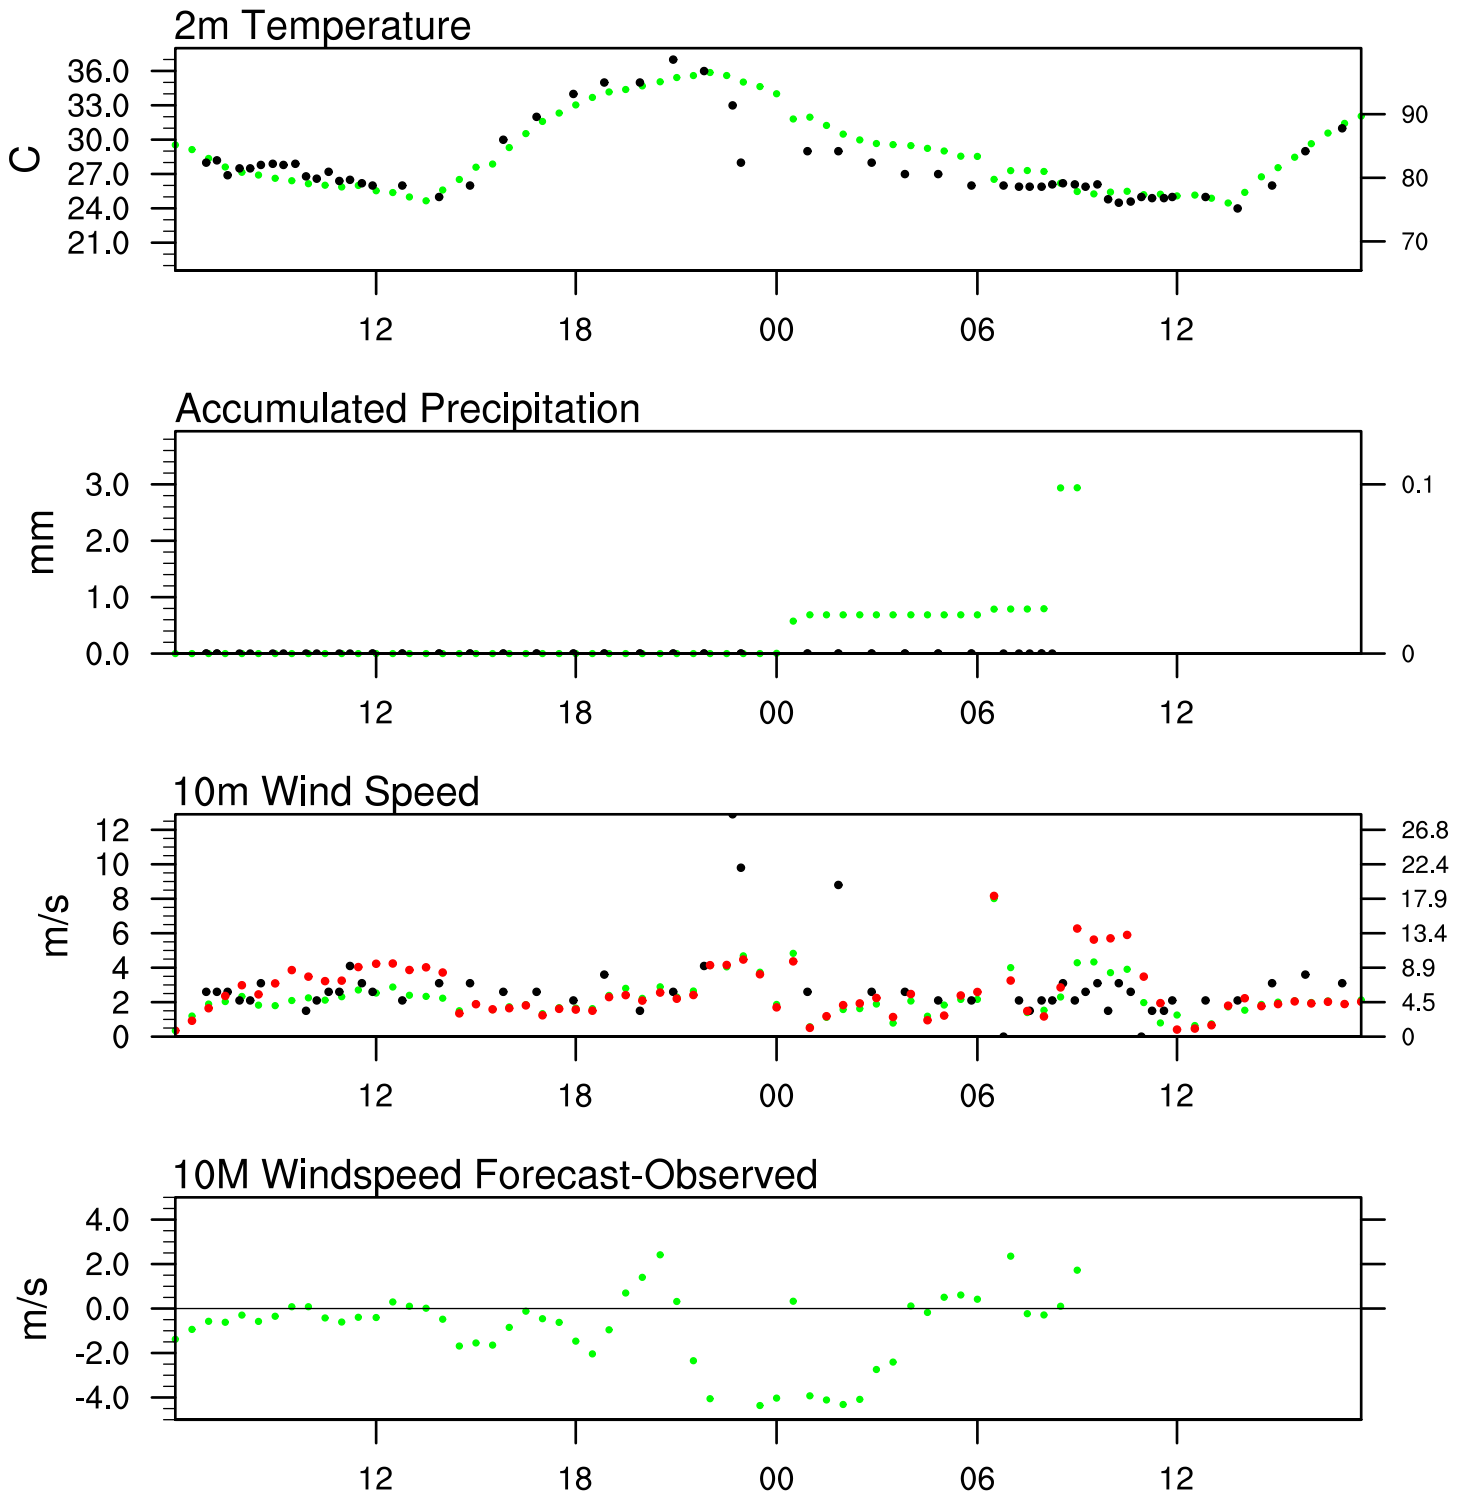 2m Temperature
36.0
33.0
30.0
27.0
24.0
21.0
C
90
80
70
12 18 00 06 12
Accumulated Precipitation
3.0
2.0
1.0
0.0
mm
0.1
0
12 18 00 06 12
10m Wind Speed
12
10
8
6
4
2
0
m/s
26.8
22.4
17.9
13.4
8.9
4.5
0
12 18 00 06 12
10M Windspeed Forecast-Observed
4.0
2.0
0.0
-2.0
-4.0
m/s
12 18 00 06 12